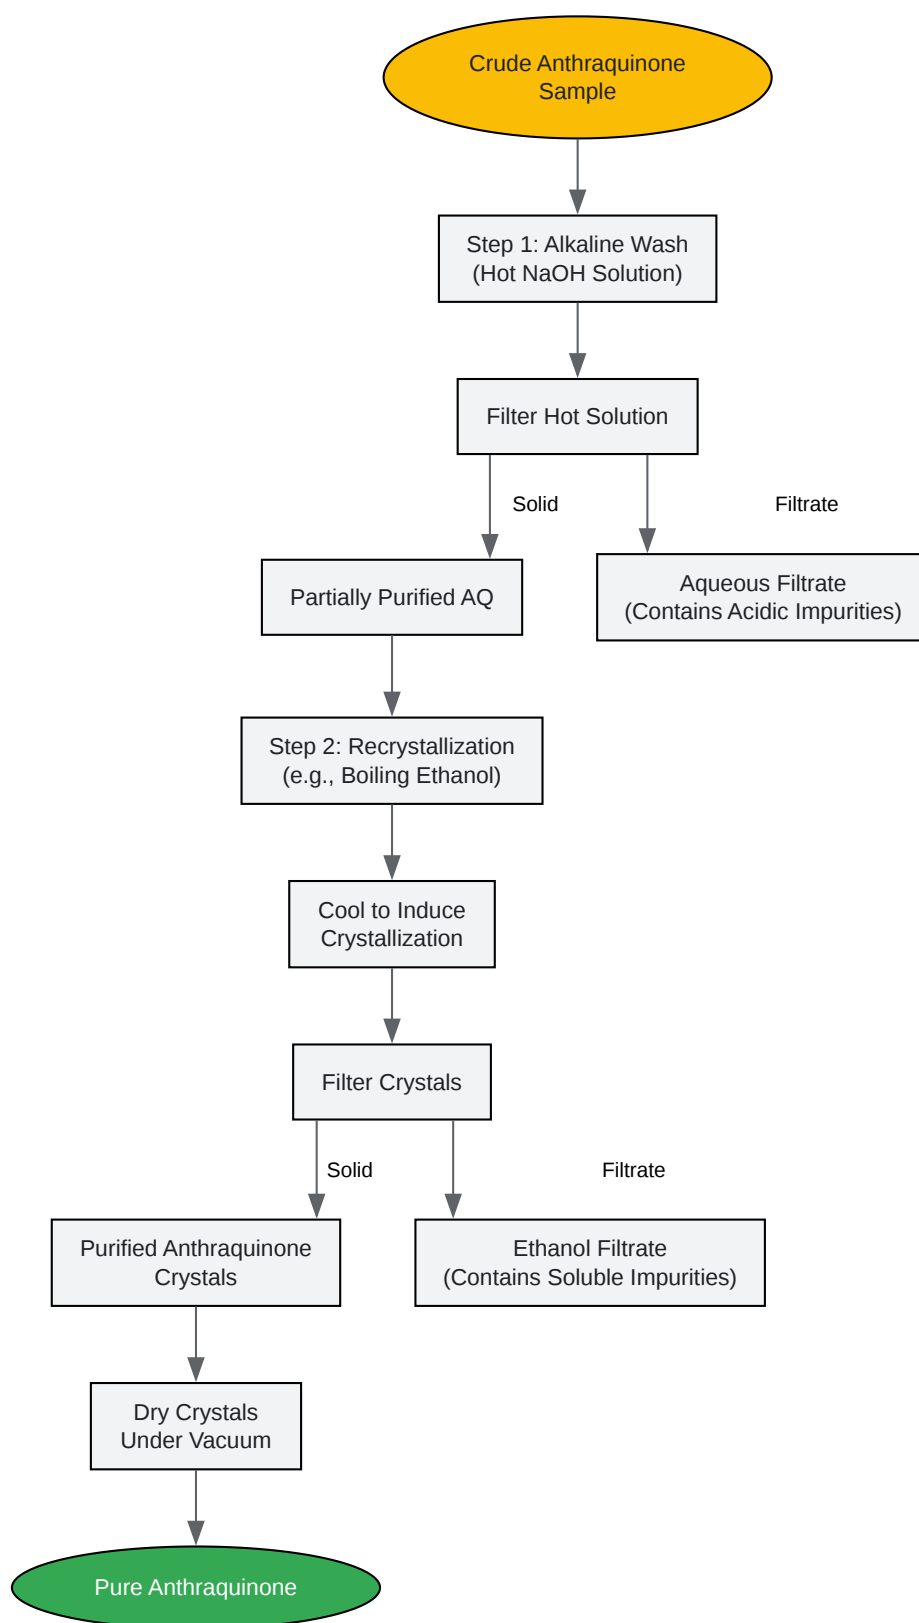 Crude Anthraquinone
Sample
Step 1: Alkaline Wash
(Hot NaOH Solution)
Filter Hot Solution
Solid
Filtrate
Partially Purified AQ
Aqueous Filtrate
(Contains Acidic Impurities)
Step 2: Recrystallization
(e.g., Boiling Ethanol)
Cool to Induce
Crystallization
Filter Crystals
Solid
Filtrate
Purified Anthraquinone
Crystals
Ethanol Filtrate
(Contains Soluble Impurities)
Dry Crystals
Under Vacuum
Pure Anthraquinone